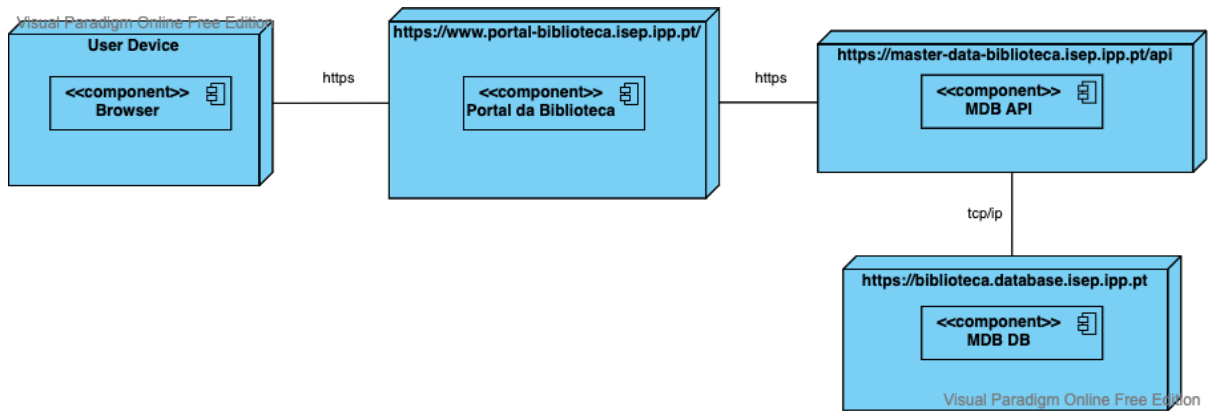 Visual Paradigm Online Free Edition
User Device
<<component>>
Browser
https
https://www.portal-biblioteca.isep.ipp.pt/
<<component>>
Portal da Biblioteca
https
https://master-data-biblioteca.isep.ipp.pt/api
<<component>>
MDB API
tcp/ip
https://biblioteca.database.isep.ipp.pt
<<component>>
MDB DB
Visual Paradigm Online Free Edition